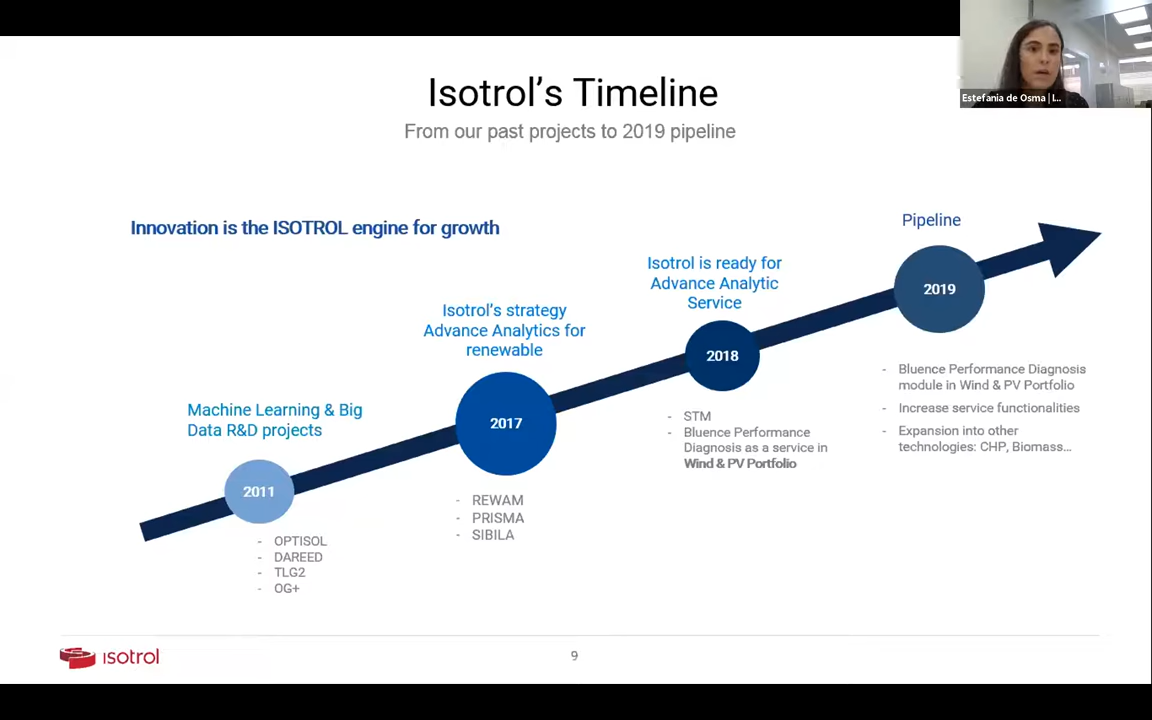 Isotrol's Timeline
From our past projects to 2019 pipeline
Estefania de Osma | I...
Innovation is the ISOTROL engine for growth
Machine Learning & Big
Data R&D projects
2011
- OPTISOL
- DAREED
- TLG2
- OG+
Isotrol's strategy
Advance Analytics for
renewable
2017
- REWAM
- PRISMA
- SIBILA
Isotrol is ready for
Advance Analytic
Service
2018
- STM
- Bluence Performance
Diagnosis as a service in
Wind & PV Portfolio
Pipeline
2019
- Bluence Performance Diagnosis
module in Wind & PV Portfolio
- Increase service functionalities
- Expansion into other
technologies: CHP, Biomass...
isotrol
9